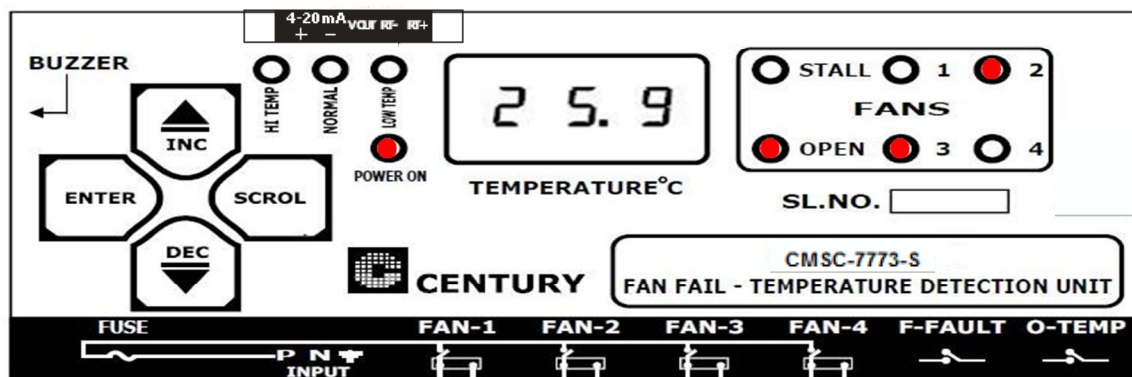 4-20mA VOUT RT- RT+
+ −
BUZZER
HI TEMP
NORMAL
LOW TEMP
POWER ON
INC
ENTER
SCROL
DEC
25.9
TEMPERATURE°C
STALL 1 2
FANS
OPEN 3 4
SL.NO.
C CENTURY
CMSC-7773-S
FAN FAIL - TEMPERATURE DETECTION UNIT
FUSE FAN-1 FAN-2 FAN-3 FAN-4 F-FAULT O-TEMP
P N
INPUT